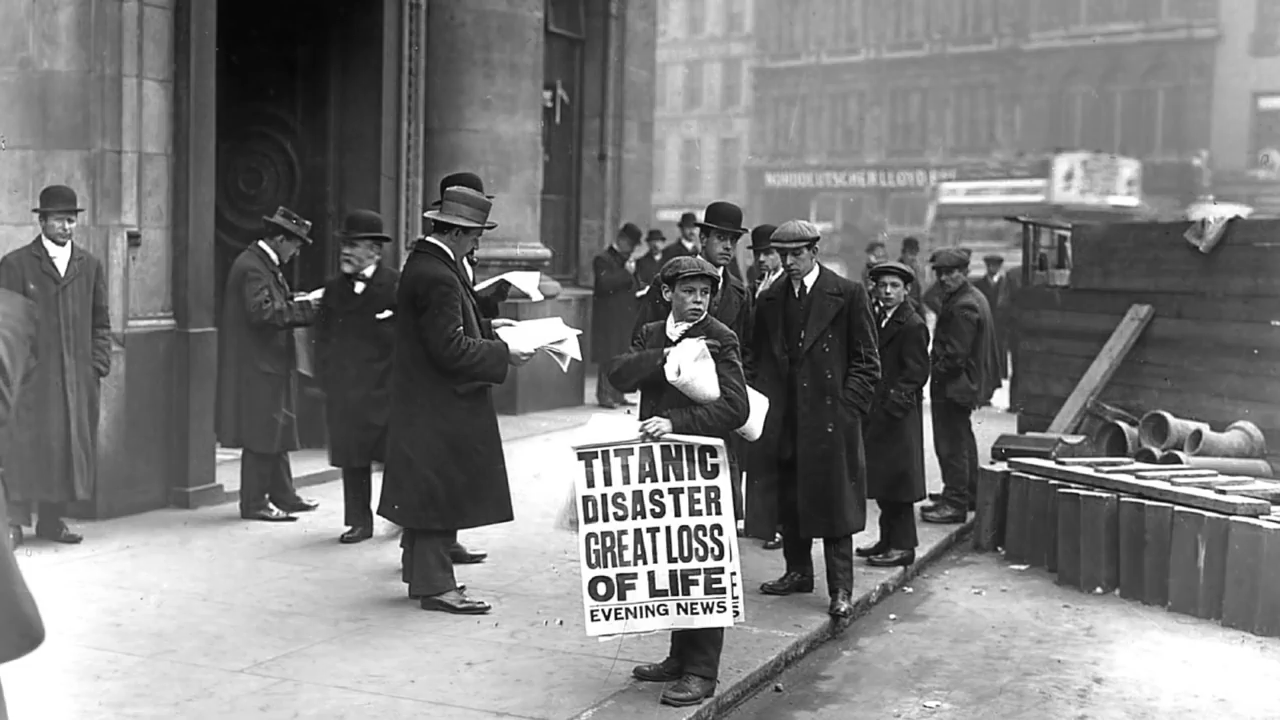 NORDDEUTSCHER LLOYD
TITANIC
DISASTER
GREAT LOSS
OF LIFE
EVENING NEWS
E
S